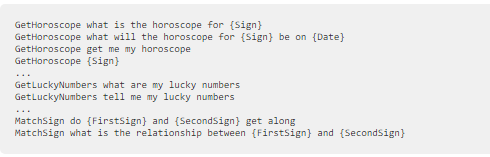 GetHoroscope what is the horoscope for {Sign}
GetHoroscope what will the horoscope for {Sign} be on {Date}
GetHoroscope get me my horoscope
GetHoroscope {Sign}
...
GetLuckyNumbers what are my lucky numbers
GetLuckyNumbers tell me my lucky numbers
...
MatchSign do {FirstSign} and {SecondSign} get along
MatchSign what is the relationship between {FirstSign} and {SecondSign}